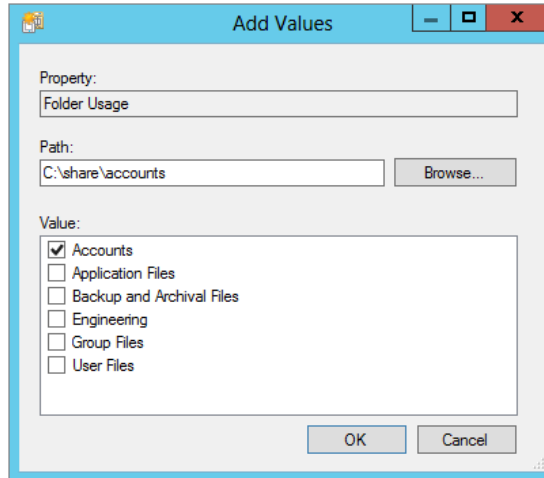 Add Values
Property:
Folder Usage
Path:
C:\share\accounts
Browse...
Value:
Accounts
Application Files
Backup and Archival Files
Engineering
Group Files
User Files
OK Cancel